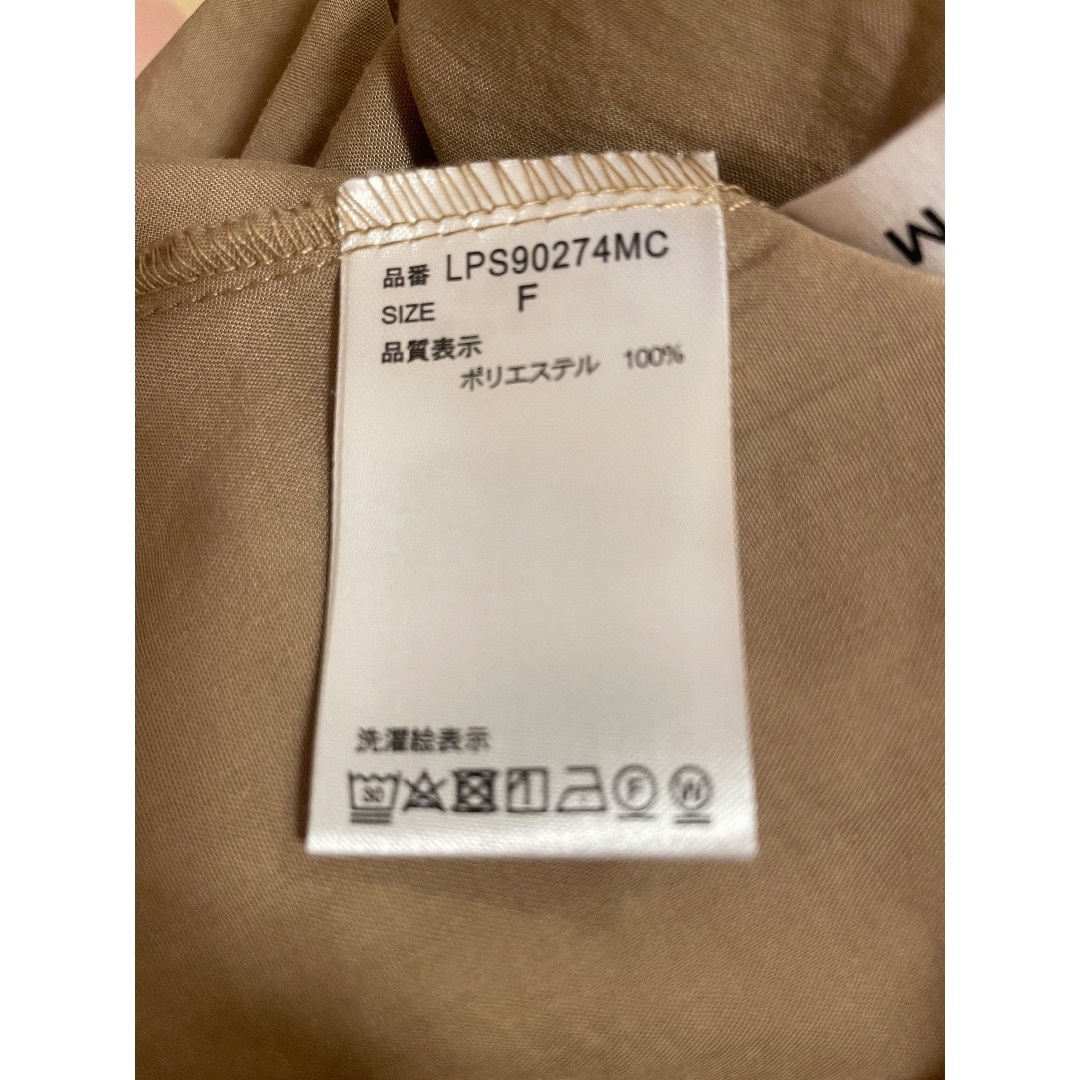 品番 LPS90274MC
SIZE F
品質表示
ポリエステル 100%
洗濯絵表示
30 F W